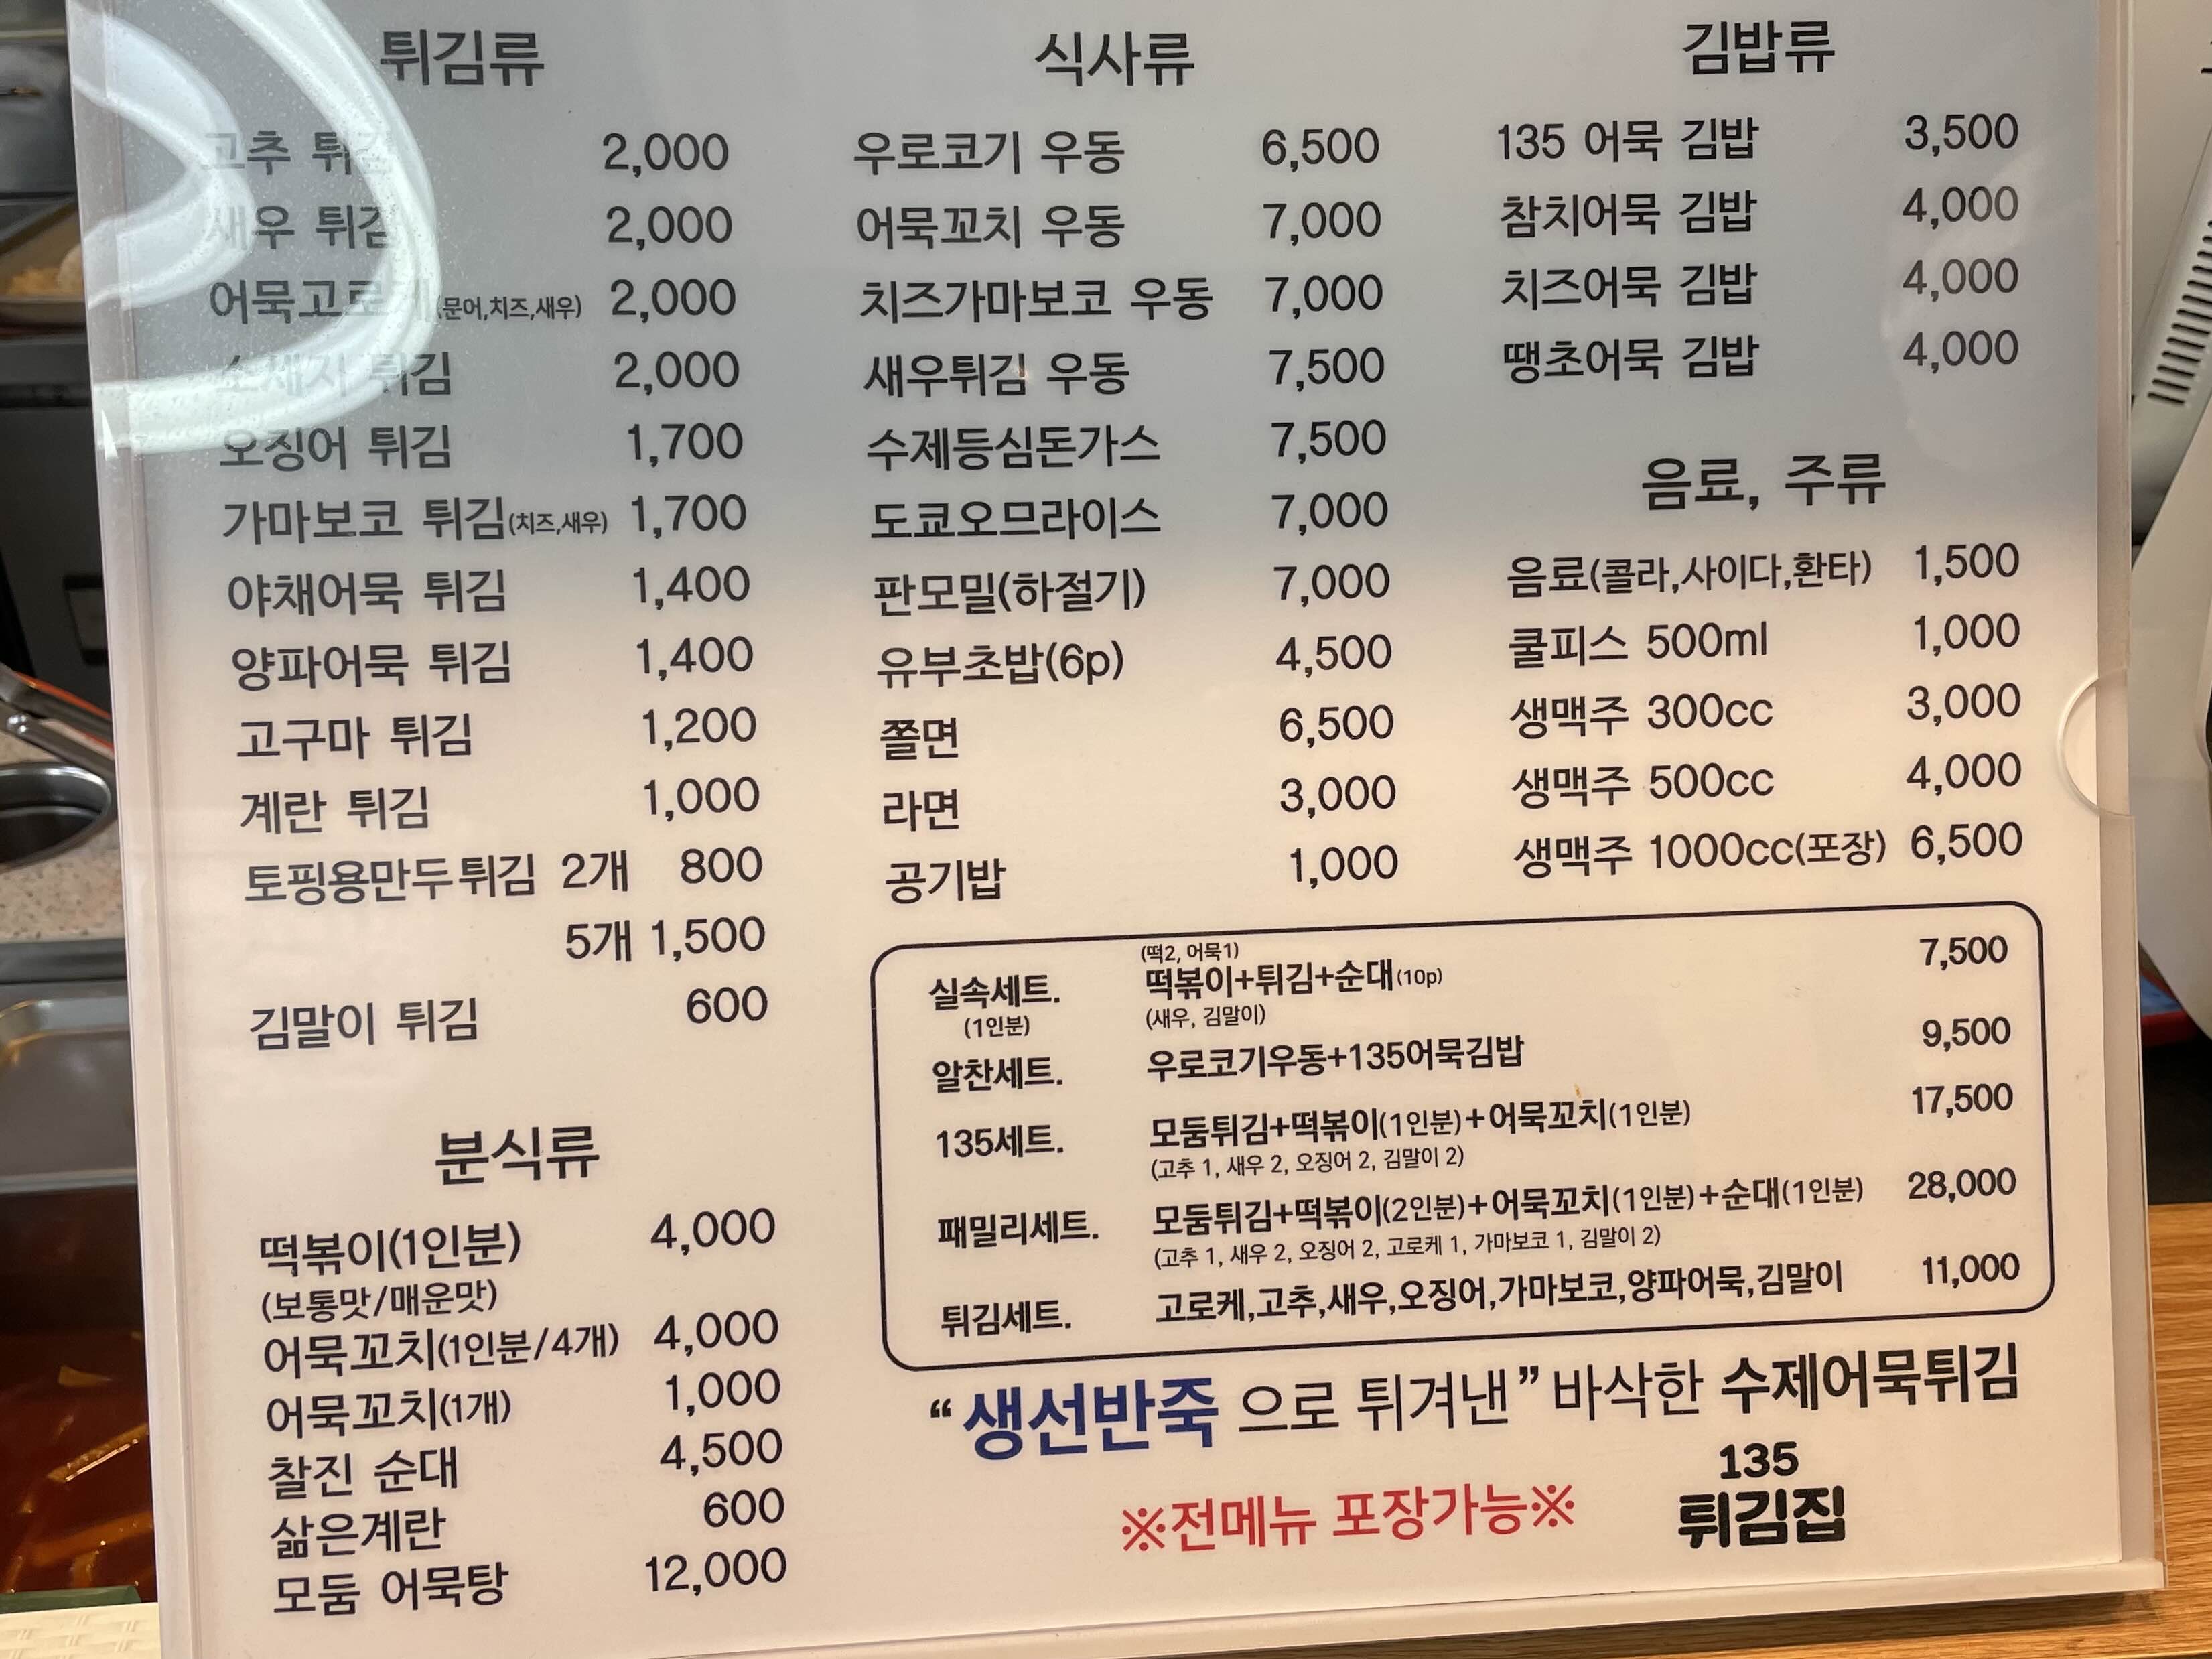 튀김류
고추 튀김 2,000
새우 튀김 2,000
어묵고로케(문어,치즈,새우) 2,000
소세지 튀김 2,000
오징어 튀김 1,700
가마보코 튀김(치즈,새우) 1,700
야채어묵 튀김 1,400
양파어묵 튀김 1,400
고구마 튀김 1,200
계란 튀김 1,000
토핑용만두튀김 2개 800
5개 1,500
김말이 튀김 600
분식류
떡볶이(1인분) 4,000
(보통맛/매운맛)
어묵꼬치(1인분/4개) 4,000
어묵꼬치(1개) 1,000
찰진 순대 4,500
삶은계란 600
모둠 어묵탕 12,000
식사류
우로코기 우동 6,500
어묵꼬치 우동 7,000
치즈가마보코 우동 7,000
새우튀김 우동 7,500
수제등심돈가스 7,500
도쿄오므라이스 7,000
판모밀(하절기) 7,000
유부초밥(6p) 4,500
쫄면 6,500
라면 3,000
공기밥 1,000
김밥류
135 어묵 김밥 3,500
참치어묵 김밥 4,000
치즈어묵 김밥 4,000
땡초어묵 김밥 4,000
음료, 주류
음료(콜라,사이다,환타) 1,500
쿨피스 500ml 1,000
생맥주 300cc 3,000
생맥주 500cc 4,000
생맥주 1000cc(포장) 6,500
(떡2, 어묵1)
실속세트. 떡볶이+튀김+순대(10p) 7,500
(1인분) (새우, 김말이)
알찬세트. 우로코기우동+135어묵김밥 9,500
135세트. 모둠튀김+떡볶이(1인분)+어묵꼬치(1인분) 17,500
(고추 1, 새우 2, 오징어 2, 김말이 2)
패밀리세트. 모둠튀김+떡볶이(2인분)+어묵꼬치(1인분)+순대(1인분) 28,000
(고추 1, 새우 2, 오징어 2, 고로케 1, 가마보코 1, 김말이 2)
튀김세트. 고로케,고추,새우,오징어,가마보코,양파어묵,김말이 11,000
“생선반죽 으로 튀겨낸” 바삭한 수제어묵튀김
※전메뉴 포장가능※
135
튀김집